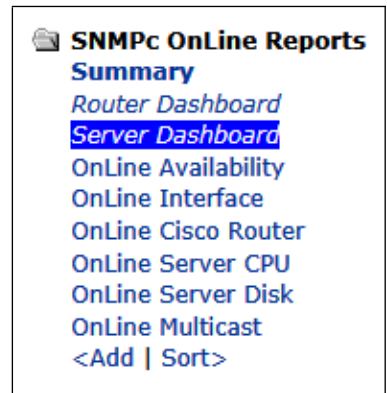 SNMPc OnLine Reports
Summary
Router Dashboard
Server Dashboard
OnLine Availability
OnLine Interface
OnLine Cisco Router
OnLine Server CPU
OnLine Server Disk
OnLine Multicast
<Add | Sort>